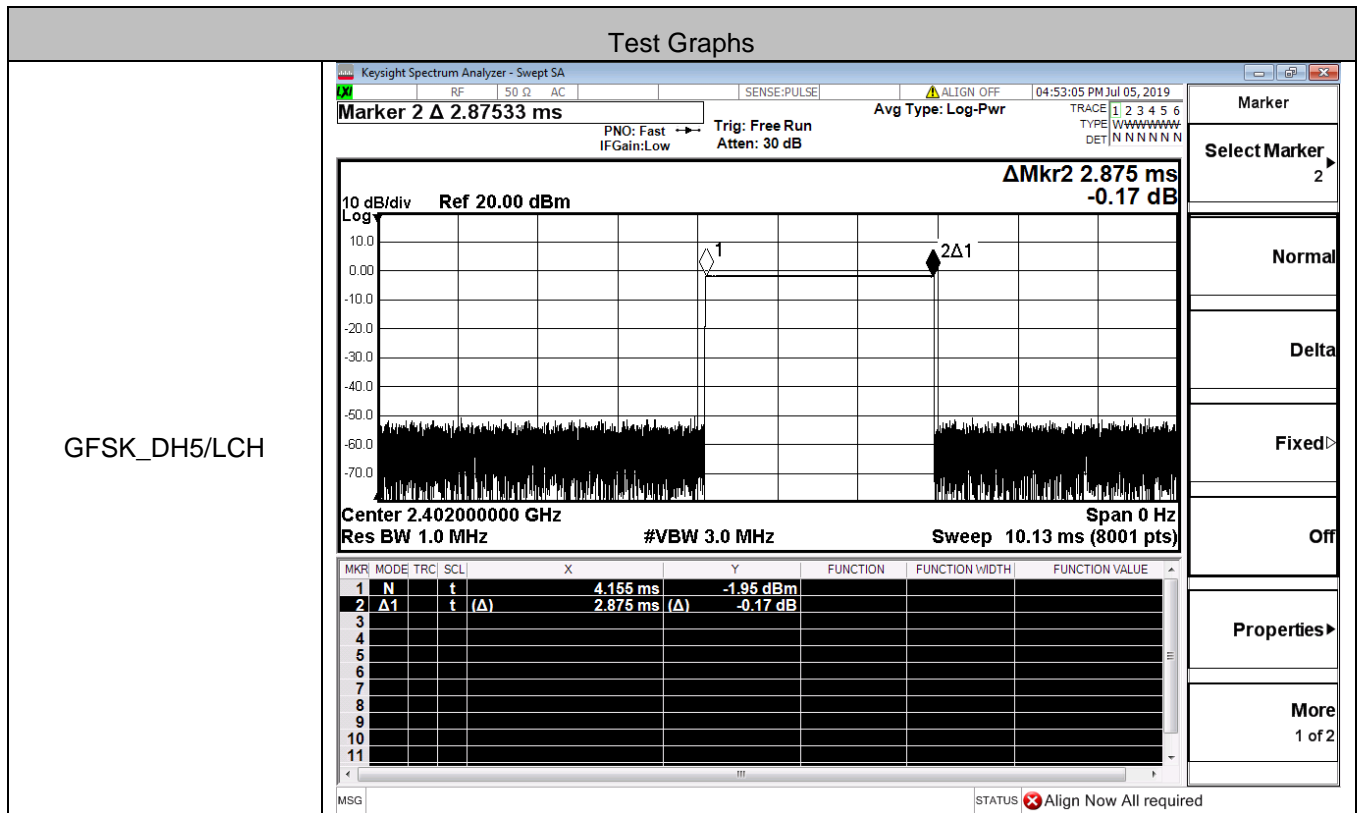 Test Graphs
GFSK_DH5/LCH
Keysight Spectrum Analyzer - Swept SA
LXI RF 50 Ω AC SENSE:PULSE ALIGN OFF 04:53:05 PM Jul 05, 2019
Marker 2 Δ 2.87533 ms
PNO: Fast
IFGain:Low
Trig: Free Run
Atten: 30 dB
Avg Type: Log-Pwr
TRACE 1 2 3 4 5 6
TYPE WWWWWWW
DET N N N N N N
ΔMkr2 2.875 ms
-0.17 dB
10 dB/div Ref 20.00 dBm
Log
10.0
0.00
-10.0
-20.0
-30.0
-40.0
-50.0
-60.0
-70.0
1
2Δ1
Center 2.402000000 GHz Span 0 Hz
Res BW 1.0 MHz #VBW 3.0 MHz Sweep 10.13 ms (8001 pts)
MKR MODE TRC SCL X Y FUNCTION FUNCTION WIDTH FUNCTION VALUE
1 N t 4.155 ms -1.95 dBm
2 Δ1 t (Δ) 2.875 ms (Δ) -0.17 dB
3
4
5
6
7
8
9
10
11
MSG STATUS Align Now All required
Marker
Select Marker
2
Normal
Delta
Fixed
Off
Properties
More
1 of 2